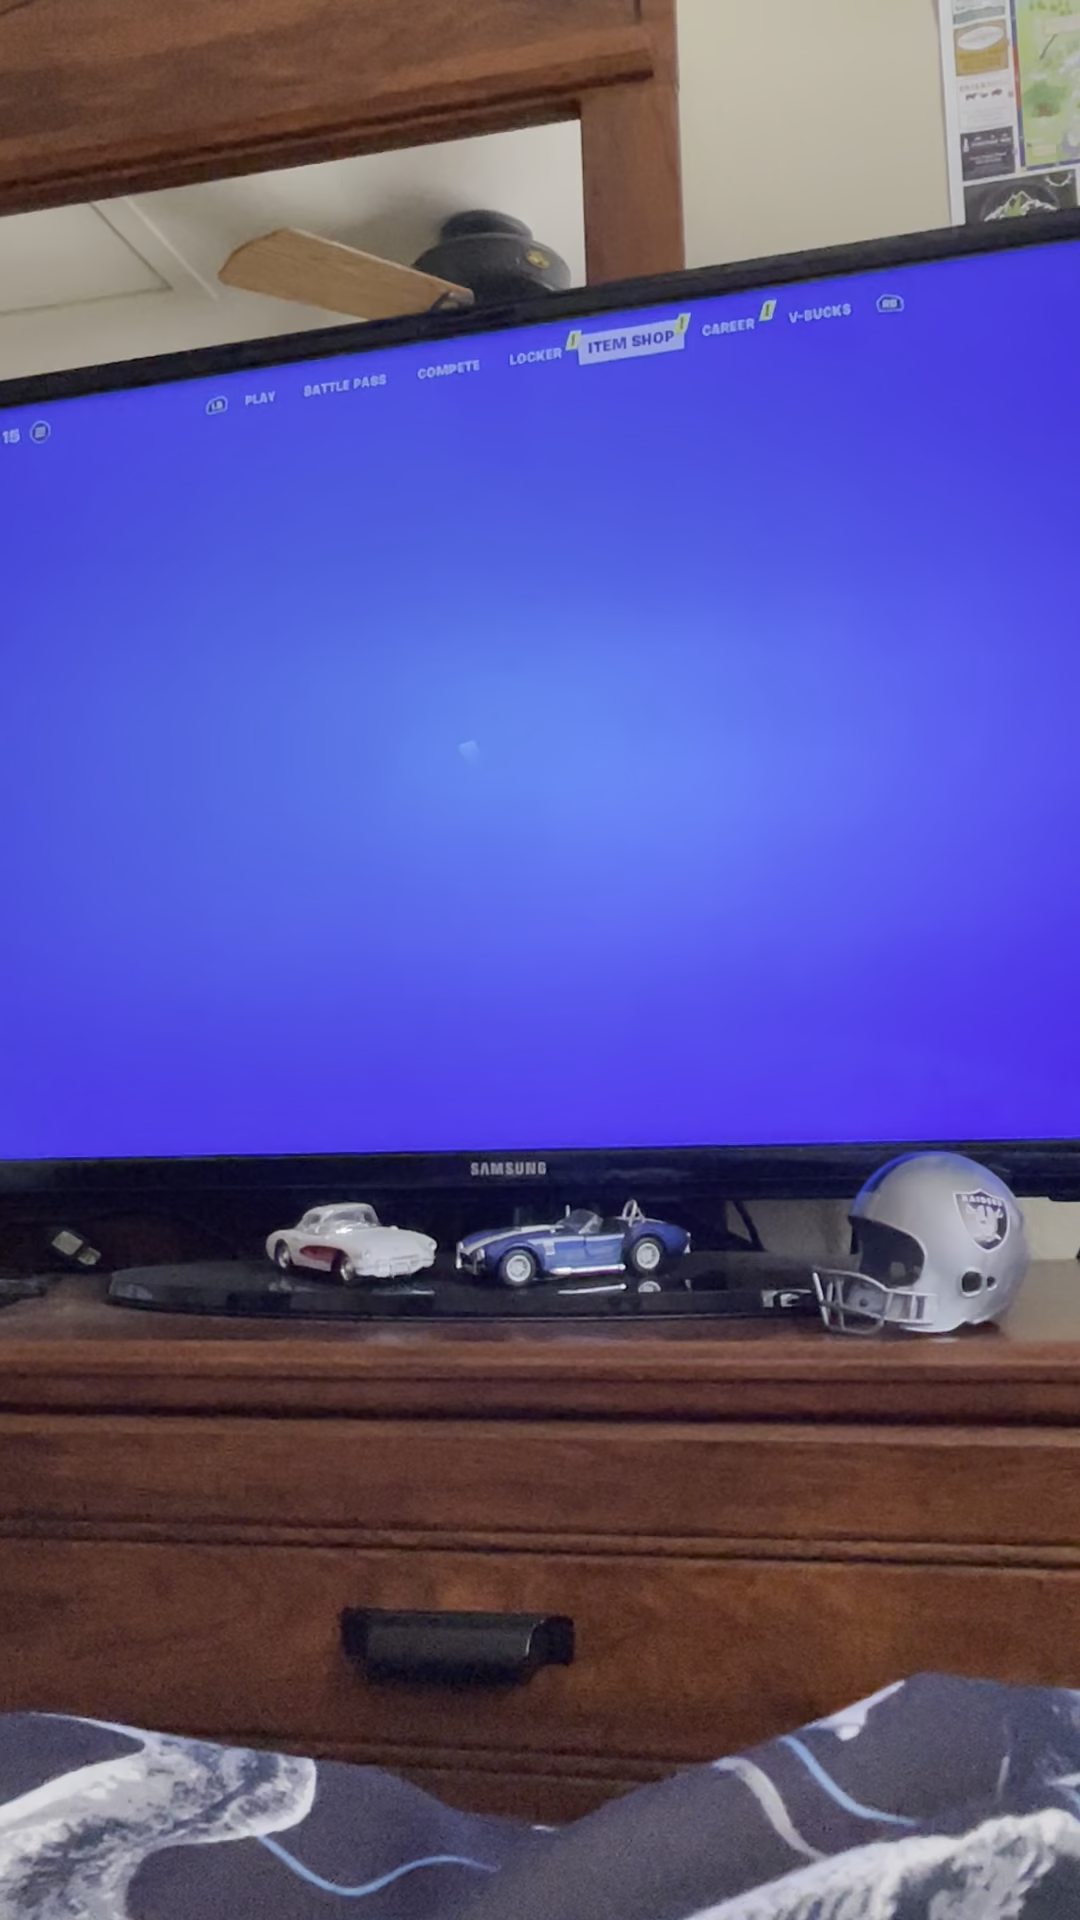 LB PLAY BATTLE PASS COMPETE LOCKER ! ITEM SHOP ! CAREER ! V-BUCKS RB
15
SAMSUNG
RAIDERS